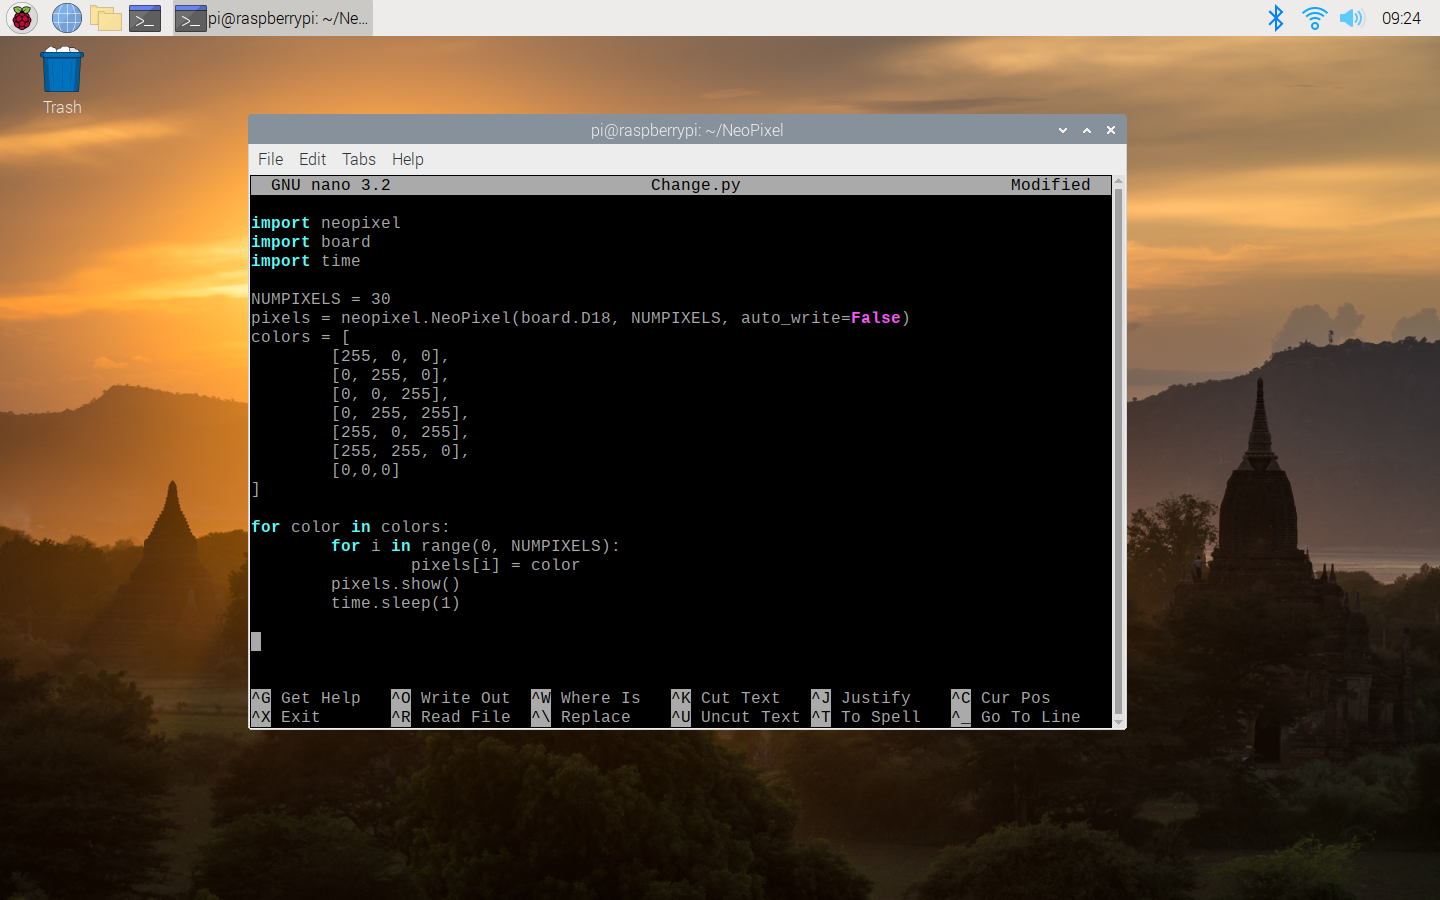 pi@raspberrypi: ~/Ne...
09:24
Trash
pi@raspberrypi: ~/NeoPixel
File Edit Tabs Help
GNU nano 3.2 Change.py Modified
import neopixel
import board
import time
NUMPIXELS = 30
pixels = neopixel.NeoPixel(board.D18, NUMPIXELS, auto_write=False)
colors = [
[255, 0, 0],
[0, 255, 0],
[0, 0, 255],
[0, 255, 255],
[255, 0, 255],
[255, 255, 0],
[0,0,0]
]
for color in colors:
for i in range(0, NUMPIXELS):
pixels[i] = color
pixels.show()
time.sleep(1)
^G Get Help ^O Write Out ^W Where Is ^K Cut Text ^J Justify ^C Cur Pos
^X Exit ^R Read File ^\ Replace ^U Uncut Text ^T To Spell ^_ Go To Line